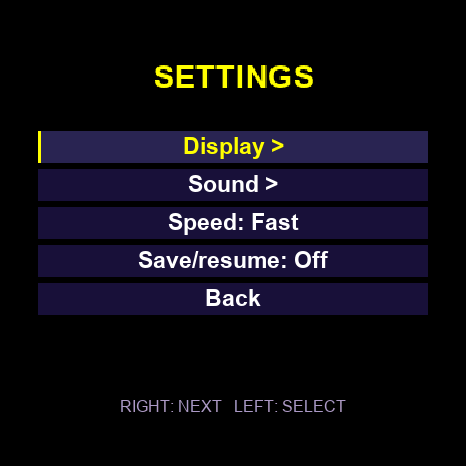 SETTINGS
Display >
Sound >
Speed: Fast
Save/resume: Off
Back
RIGHT: NEXT LEFT: SELECT